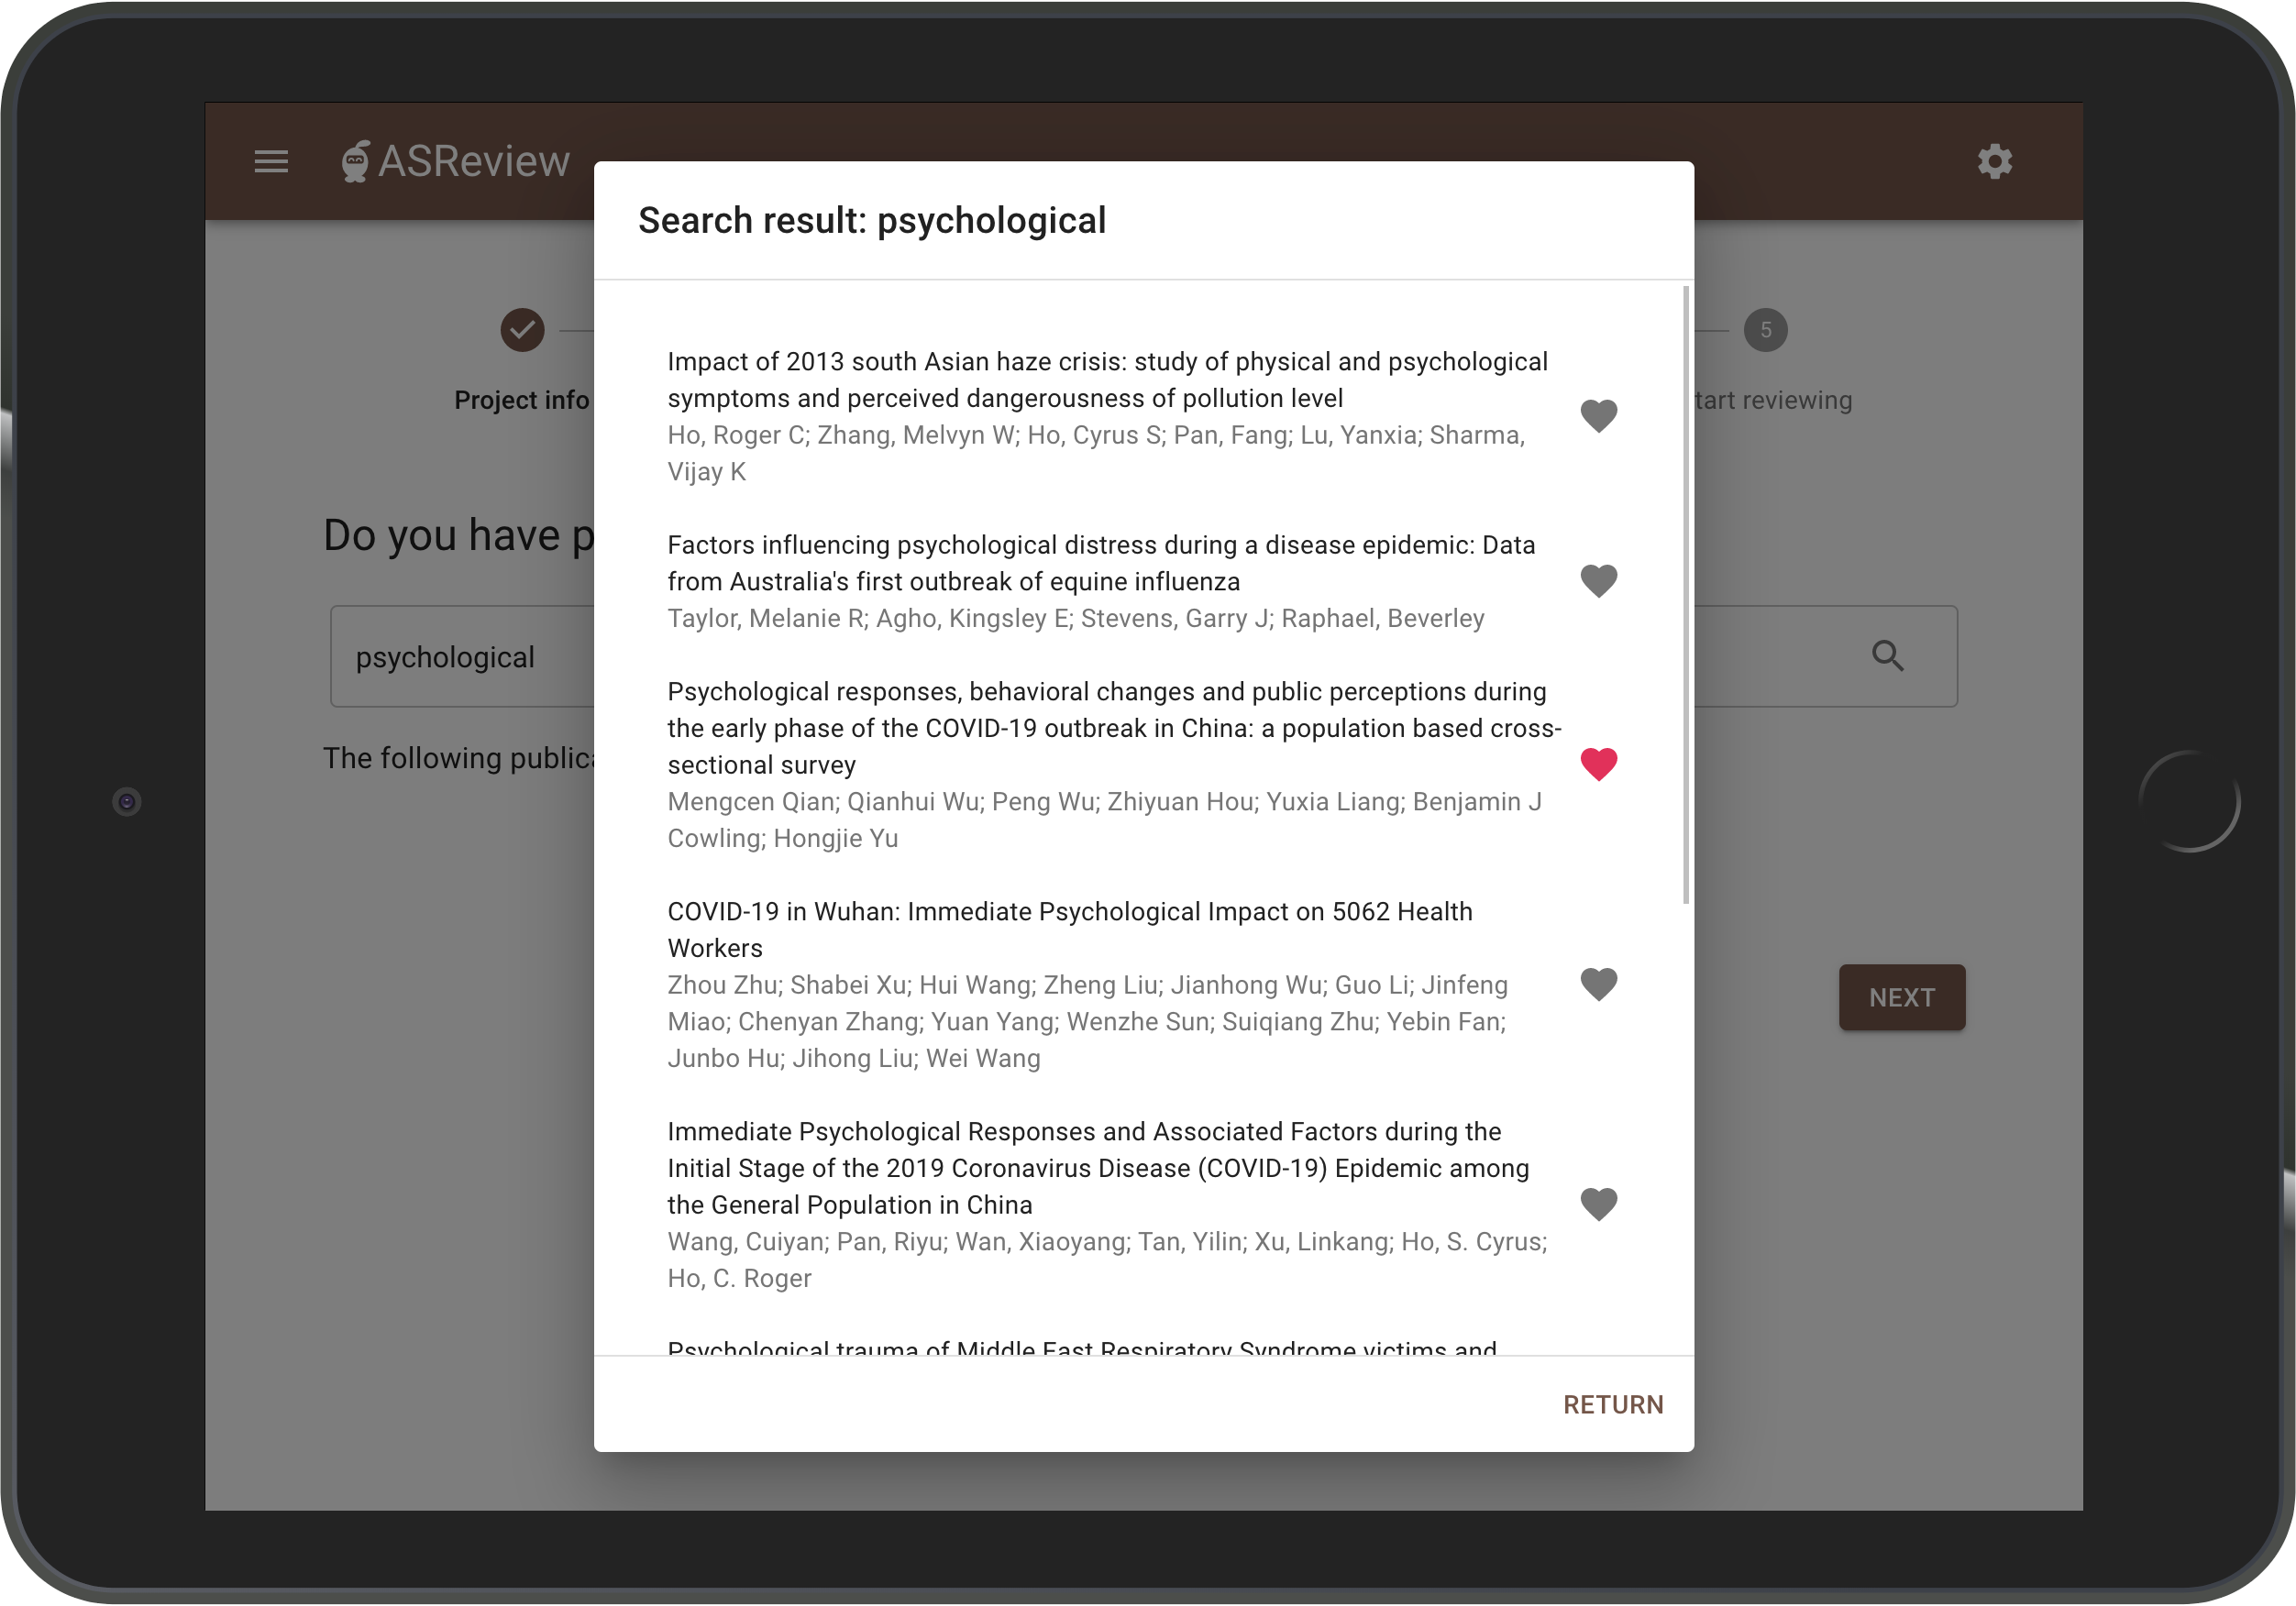 ASReview
Search result: psychological
5
Project info
tart reviewing
Do you have p
psychological
The following publica
NEXT
Impact of 2013 south Asian haze crisis: study of physical and psychological
symptoms and perceived dangerousness of pollution level
Ho, Roger C; Zhang, Melvyn W; Ho, Cyrus S; Pan, Fang; Lu, Yanxia; Sharma,
Vijay K
Factors influencing psychological distress during a disease epidemic: Data
from Australia's first outbreak of equine influenza
Taylor, Melanie R; Agho, Kingsley E; Stevens, Garry J; Raphael, Beverley
Psychological responses, behavioral changes and public perceptions during
the early phase of the COVID-19 outbreak in China: a population based cross-
sectional survey
Mengcen Qian; Qianhui Wu; Peng Wu; Zhiyuan Hou; Yuxia Liang; Benjamin J
Cowling; Hongjie Yu
COVID-19 in Wuhan: Immediate Psychological Impact on 5062 Health
Workers
Zhou Zhu; Shabei Xu; Hui Wang; Zheng Liu; Jianhong Wu; Guo Li; Jinfeng
Miao; Chenyan Zhang; Yuan Yang; Wenzhe Sun; Suiqiang Zhu; Yebin Fan;
Junbo Hu; Jihong Liu; Wei Wang
Immediate Psychological Responses and Associated Factors during the
Initial Stage of the 2019 Coronavirus Disease (COVID-19) Epidemic among
the General Population in China
Wang, Cuiyan; Pan, Riyu; Wan, Xiaoyang; Tan, Yilin; Xu, Linkang; Ho, S. Cyrus;
Ho, C. Roger
Psychological trauma of Middle East Respiratory Syndrome victims and
RETURN